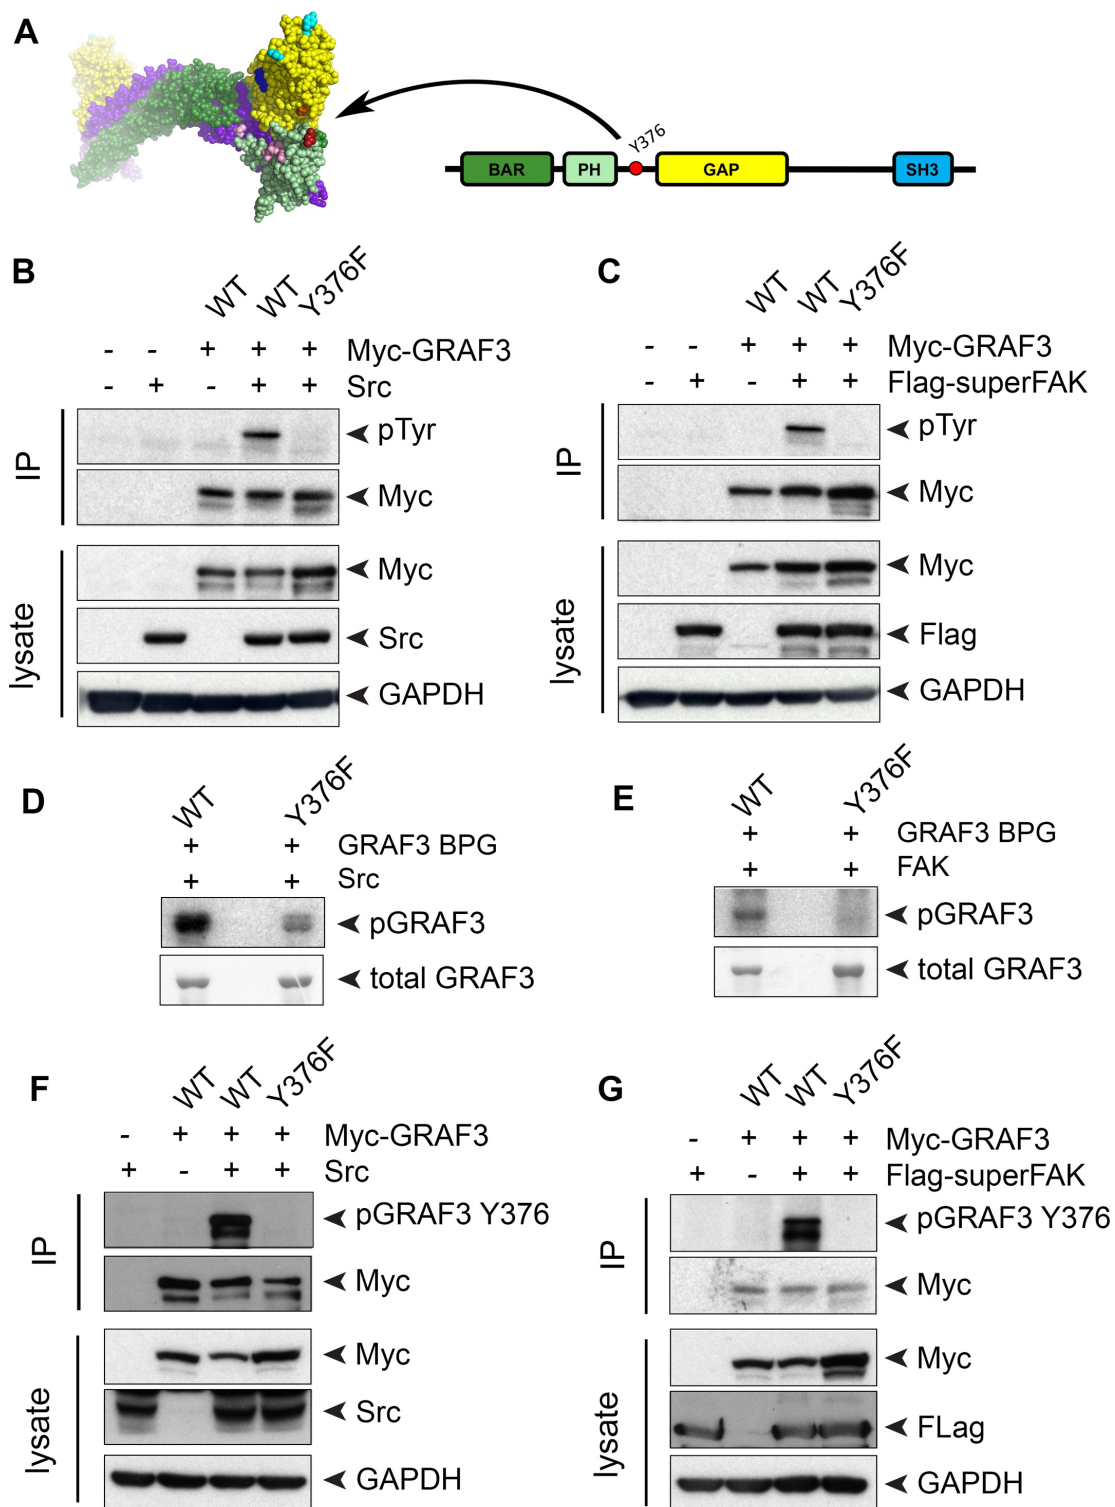 A
Y376
BAR PH GAP SH3
B
WT WT Y376F
- - + + + Myc-GRAF3
- + - + + Src
IP
pTyr
Myc
lysate
Myc
Src
GAPDH
C
WT WT Y376F
- - + + + Myc-GRAF3
- + - + + Flag-superFAK
IP
pTyr
Myc
lysate
Myc
Flag
GAPDH
D
WT Y376F
+ + GRAF3 BPG
+ + Src
pGRAF3
total GRAF3
E
WT Y376F
+ + GRAF3 BPG
+ + FAK
pGRAF3
total GRAF3
F
WT WT Y376F
- + + + Myc-GRAF3
+ - + + Src
IP
pGRAF3 Y376
Myc
lysate
Myc
Src
GAPDH
G
WT WT Y376F
- + + + Myc-GRAF3
+ - + + Flag-superFAK
IP
pGRAF3 Y376
Myc
lysate
Myc
FLag
GAPDH